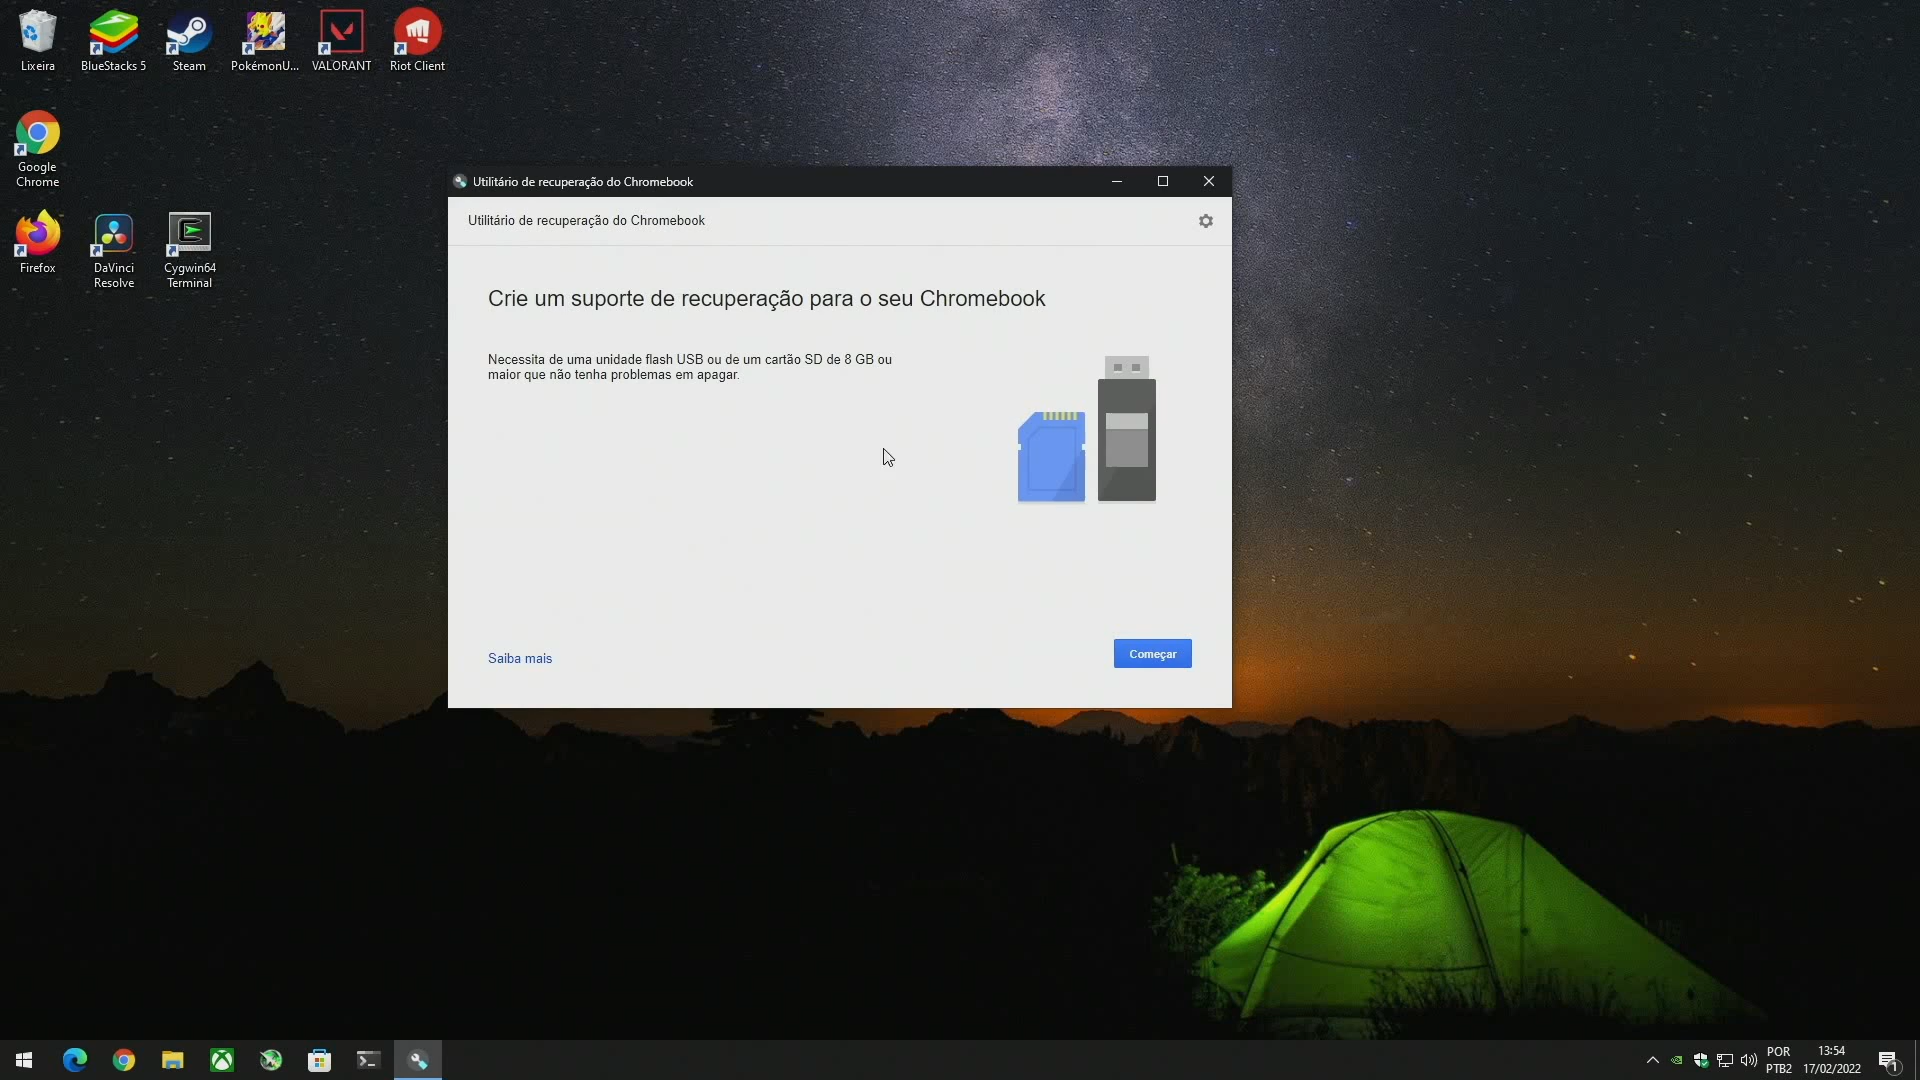 Lixeira
BlueStacks 5
Steam
PokémonU...
VALORANT
Riot Client
Google
Chrome
Firefox
DaVinci
Resolve
Cygwin64
Terminal
Utilitário de recuperação do Chromebook
Utilitário de recuperação do Chromebook
Crie um suporte de recuperação para o seu Chromebook
Necessita de uma unidade flash USB ou de um cartão SD de 8 GB ou
maior que não tenha problemas em apagar.
Saiba mais
Começar
POR
PTB2
13:54
17/02/2022
1